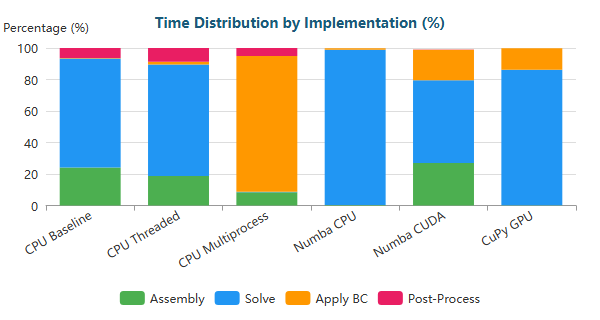 Time Distribution by Implementation (%)
Percentage (%)
100
80
60
40
20
0
CPU Baseline
CPU Threaded
CPU Multiprocess
Numba CPU
Numba CUDA
CuPy GPU
Assembly Solve Apply BC Post-Process